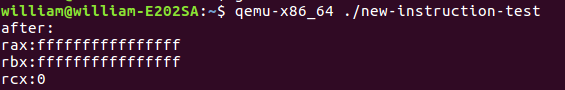 william@william-E202SA:~$ qemu-x86_64 ./new-instruction-test
after:
rax:ffffffffffffffff
rbx:ffffffffffffffff
rcx:0